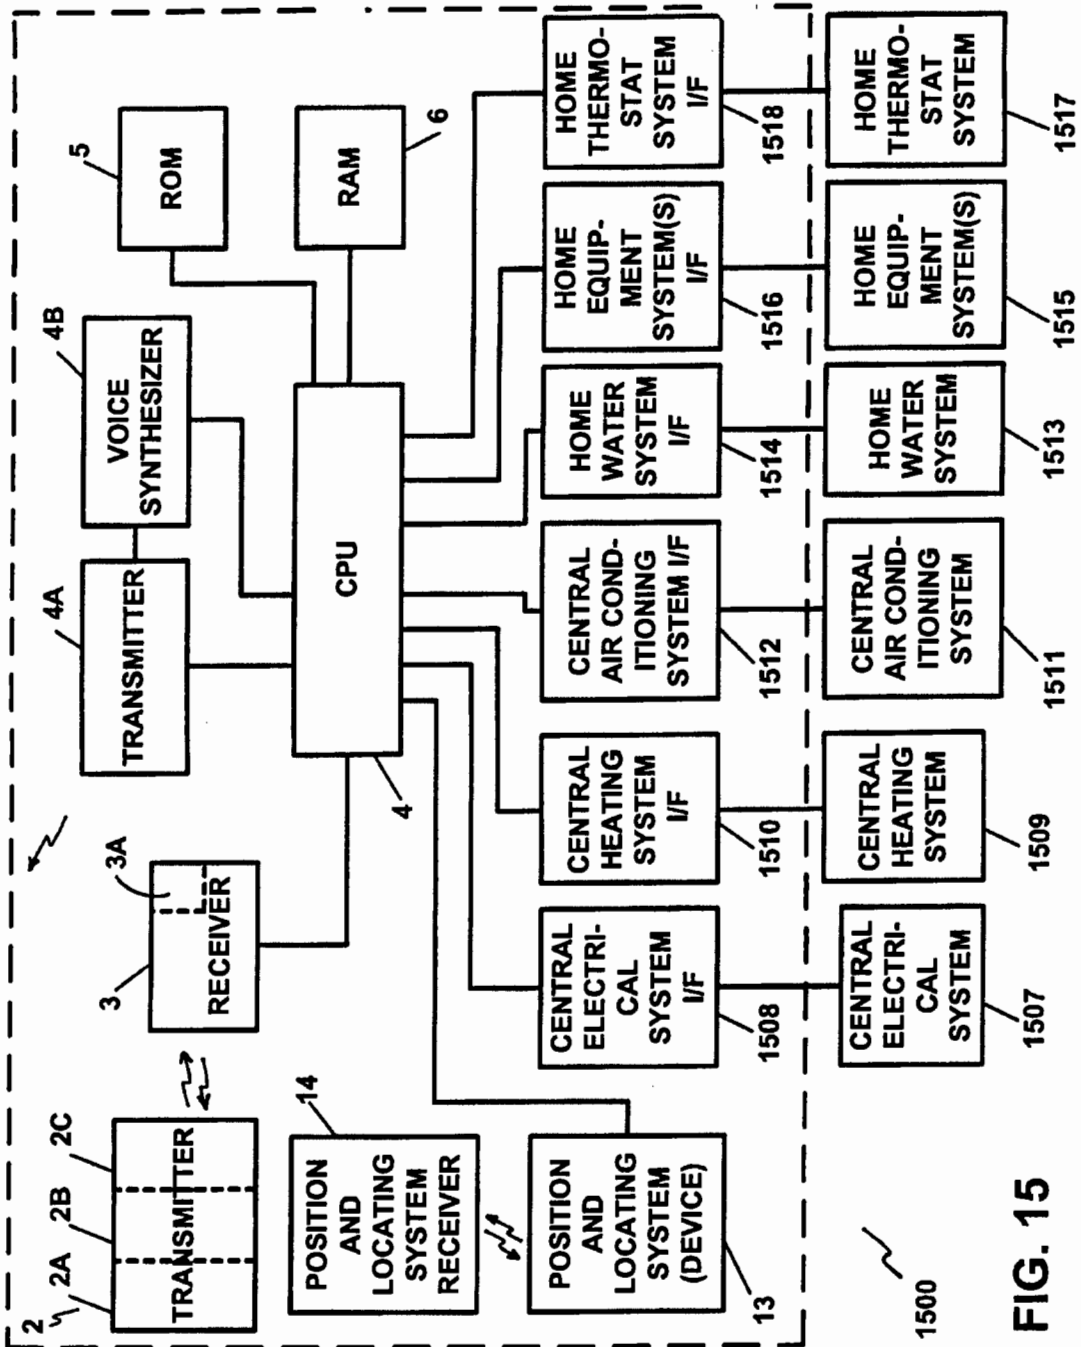 2
2A
2B
2C
TRANSMITTER
3
3A
RECEIVER
4A
TRANSMITTER
4B
VOICE
SYNTHESIZER
5
ROM
6
RAM
14
POSITION
AND
LOCATING
SYSTEM
RECEIVER
4
CPU
13
POSITION
AND
LOCATING
SYSTEM
(DEVICE)
CENTRAL
ELECTRI-
CAL
SYSTEM
I/F
1508
CENTRAL
HEATING
SYSTEM
I/F
1510
CENTRAL
AIR COND-
ITIONING
SYSTEM I/F
1512
HOME
WATER
SYSTEM
I/F
1514
HOME
EQUIP-
MENT
SYSTEM(S)
I/F
1516
HOME
THERMO-
STAT
SYSTEM
I/F
1518
CENTRAL
ELECTRI-
CAL
SYSTEM
1507
CENTRAL
HEATING
SYSTEM
1509
CENTRAL
AIR COND-
ITIONING
SYSTEM
1511
HOME
WATER
SYSTEM
1513
HOME
EQUIP-
MENT
SYSTEM(S)
1515
HOME
THERMO-
STAT
SYSTEM
1517
1500
FIG. 15